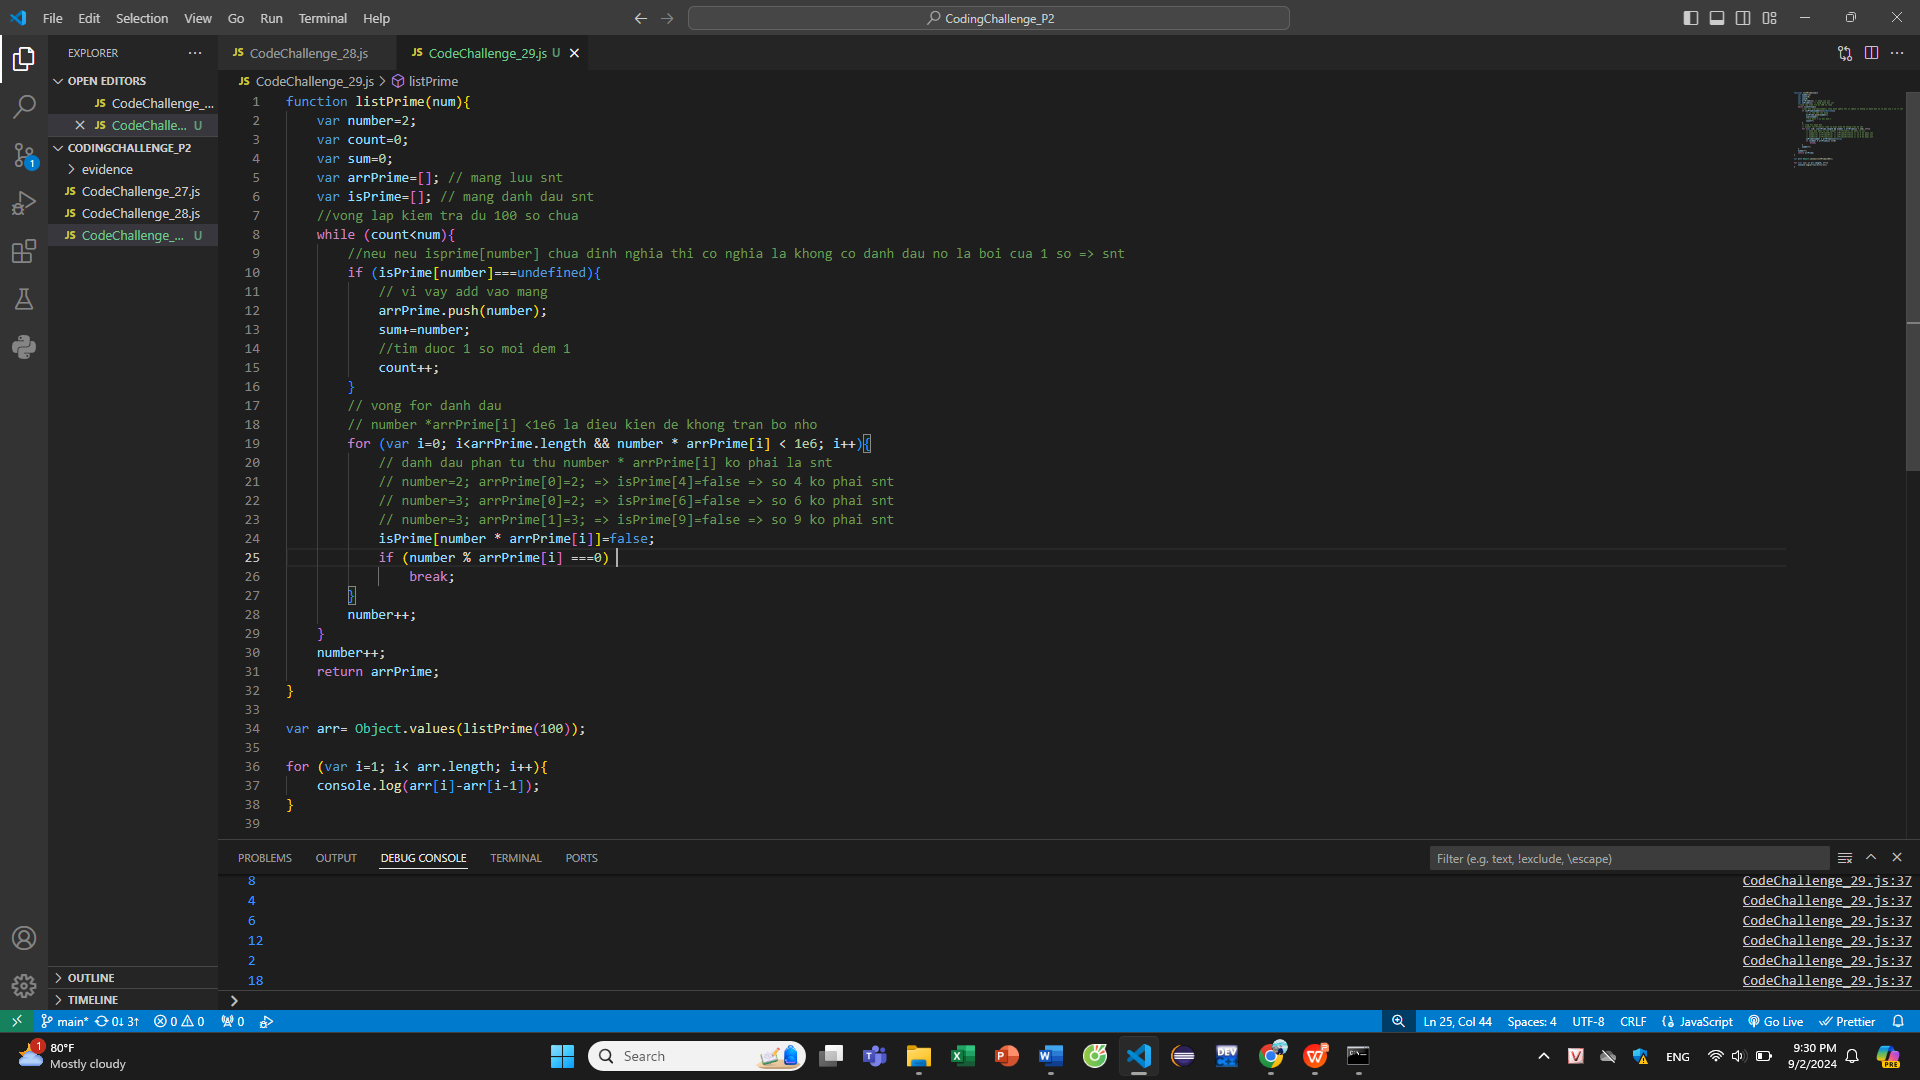 File Edit Selection View Go Run Terminal Help
CodingChallenge_P2
EXPLORER
OPEN EDITORS
JS CodeChallenge_...
JS CodeChalle... U
CODINGCHALLENGE_P2
evidence
JS CodeChallenge_27.js
JS CodeChallenge_28.js
JS CodeChallenge_... U
OUTLINE
TIMELINE
1
JS CodeChallenge_28.js
JS CodeChallenge_29.js U
JS CodeChallenge_29.js > listPrime
1 function listPrime(num){
2 var number=2;
3 var count=0;
4 var sum=0;
5 var arrPrime=[]; // mang luu snt
6 var isPrime=[]; // mang danh dau snt
7 //vong lap kiem tra du 100 so chua
8 while (count<num){
9 //neu neu isprime[number] chua dinh nghia thi co nghia la khong co danh dau no la boi cua 1 so => snt
10 if (isPrime[number]===undefined){
11 // vi vay add vao mang
12 arrPrime.push(number);
13 sum+=number;
14 //tim duoc 1 so moi dem 1
15 count++;
16 }
17 // vong for danh dau
18 // number *arrPrime[i] <1e6 la dieu kien de khong tran bo nho
19 for (var i=0; i<arrPrime.length && number * arrPrime[i] < 1e6; i++){
20 // danh dau phan tu thu number * arrPrime[i] ko phai la snt
21 // number=2; arrPrime[0]=2; => isPrime[4]=false => so 4 ko phai snt
22 // number=3; arrPrime[0]=2; => isPrime[6]=false => so 6 ko phai snt
23 // number=3; arrPrime[1]=3; => isPrime[9]=false => so 9 ko phai snt
24 isPrime[number * arrPrime[i]]=false;
25 if (number % arrPrime[i] ===0)
26 break;
27 }
28 number++;
29 }
30 number++;
31 return arrPrime;
32 }
33
34 var arr= Object.values(listPrime(100));
35
36 for (var i=1; i< arr.length; i++){
37 console.log(arr[i]-arr[i-1]);
38 }
39
PROBLEMS OUTPUT DEBUG CONSOLE TERMINAL PORTS
Filter (e.g. text, !exclude, \escape)
8 CodeChallenge_29.js:37
4 CodeChallenge_29.js:37
6 CodeChallenge_29.js:37
12 CodeChallenge_29.js:37
2 CodeChallenge_29.js:37
18 CodeChallenge_29.js:37
main* 0↓ 3↑ 0 0 0
Ln 25, Col 44 Spaces: 4 UTF-8 CRLF JavaScript Go Live Prettier
1
80°F
Mostly cloudy
Search
DEV
ENG
9:30 PM
9/2/2024
PRE